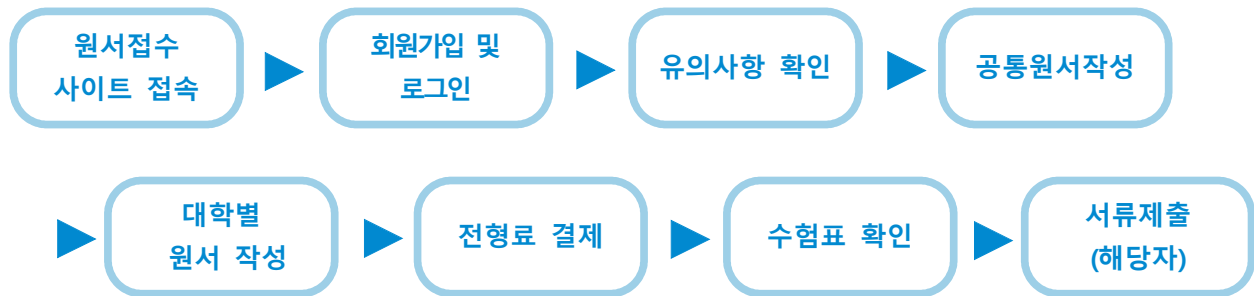 원서접수
사이트 접속
회원가입 및
로그인
유의사항 확인
공통원서작성
대학별
원서 작성
전형료 결제
수험표 확인
서류제출
(해당자)